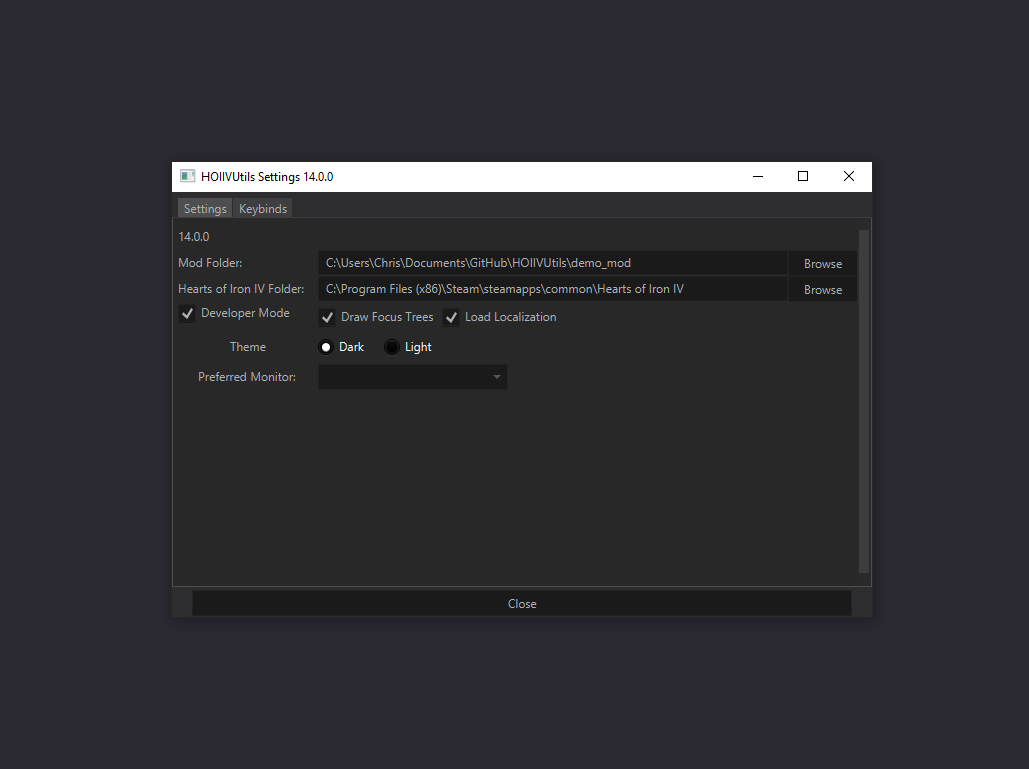 HOIIVUtils Settings 14.0.0
Settings Keybinds
14.0.0
Mod Folder: C:\Users\Chris\Documents\GitHub\HOIIVUtils\demo_mod Browse
Hearts of Iron IV Folder: C:\Program Files (x86)\Steam\steamapps\common\Hearts of Iron IV Browse
Developer Mode Draw Focus Trees Load Localization
Theme Dark Light
Preferred Monitor:
Close